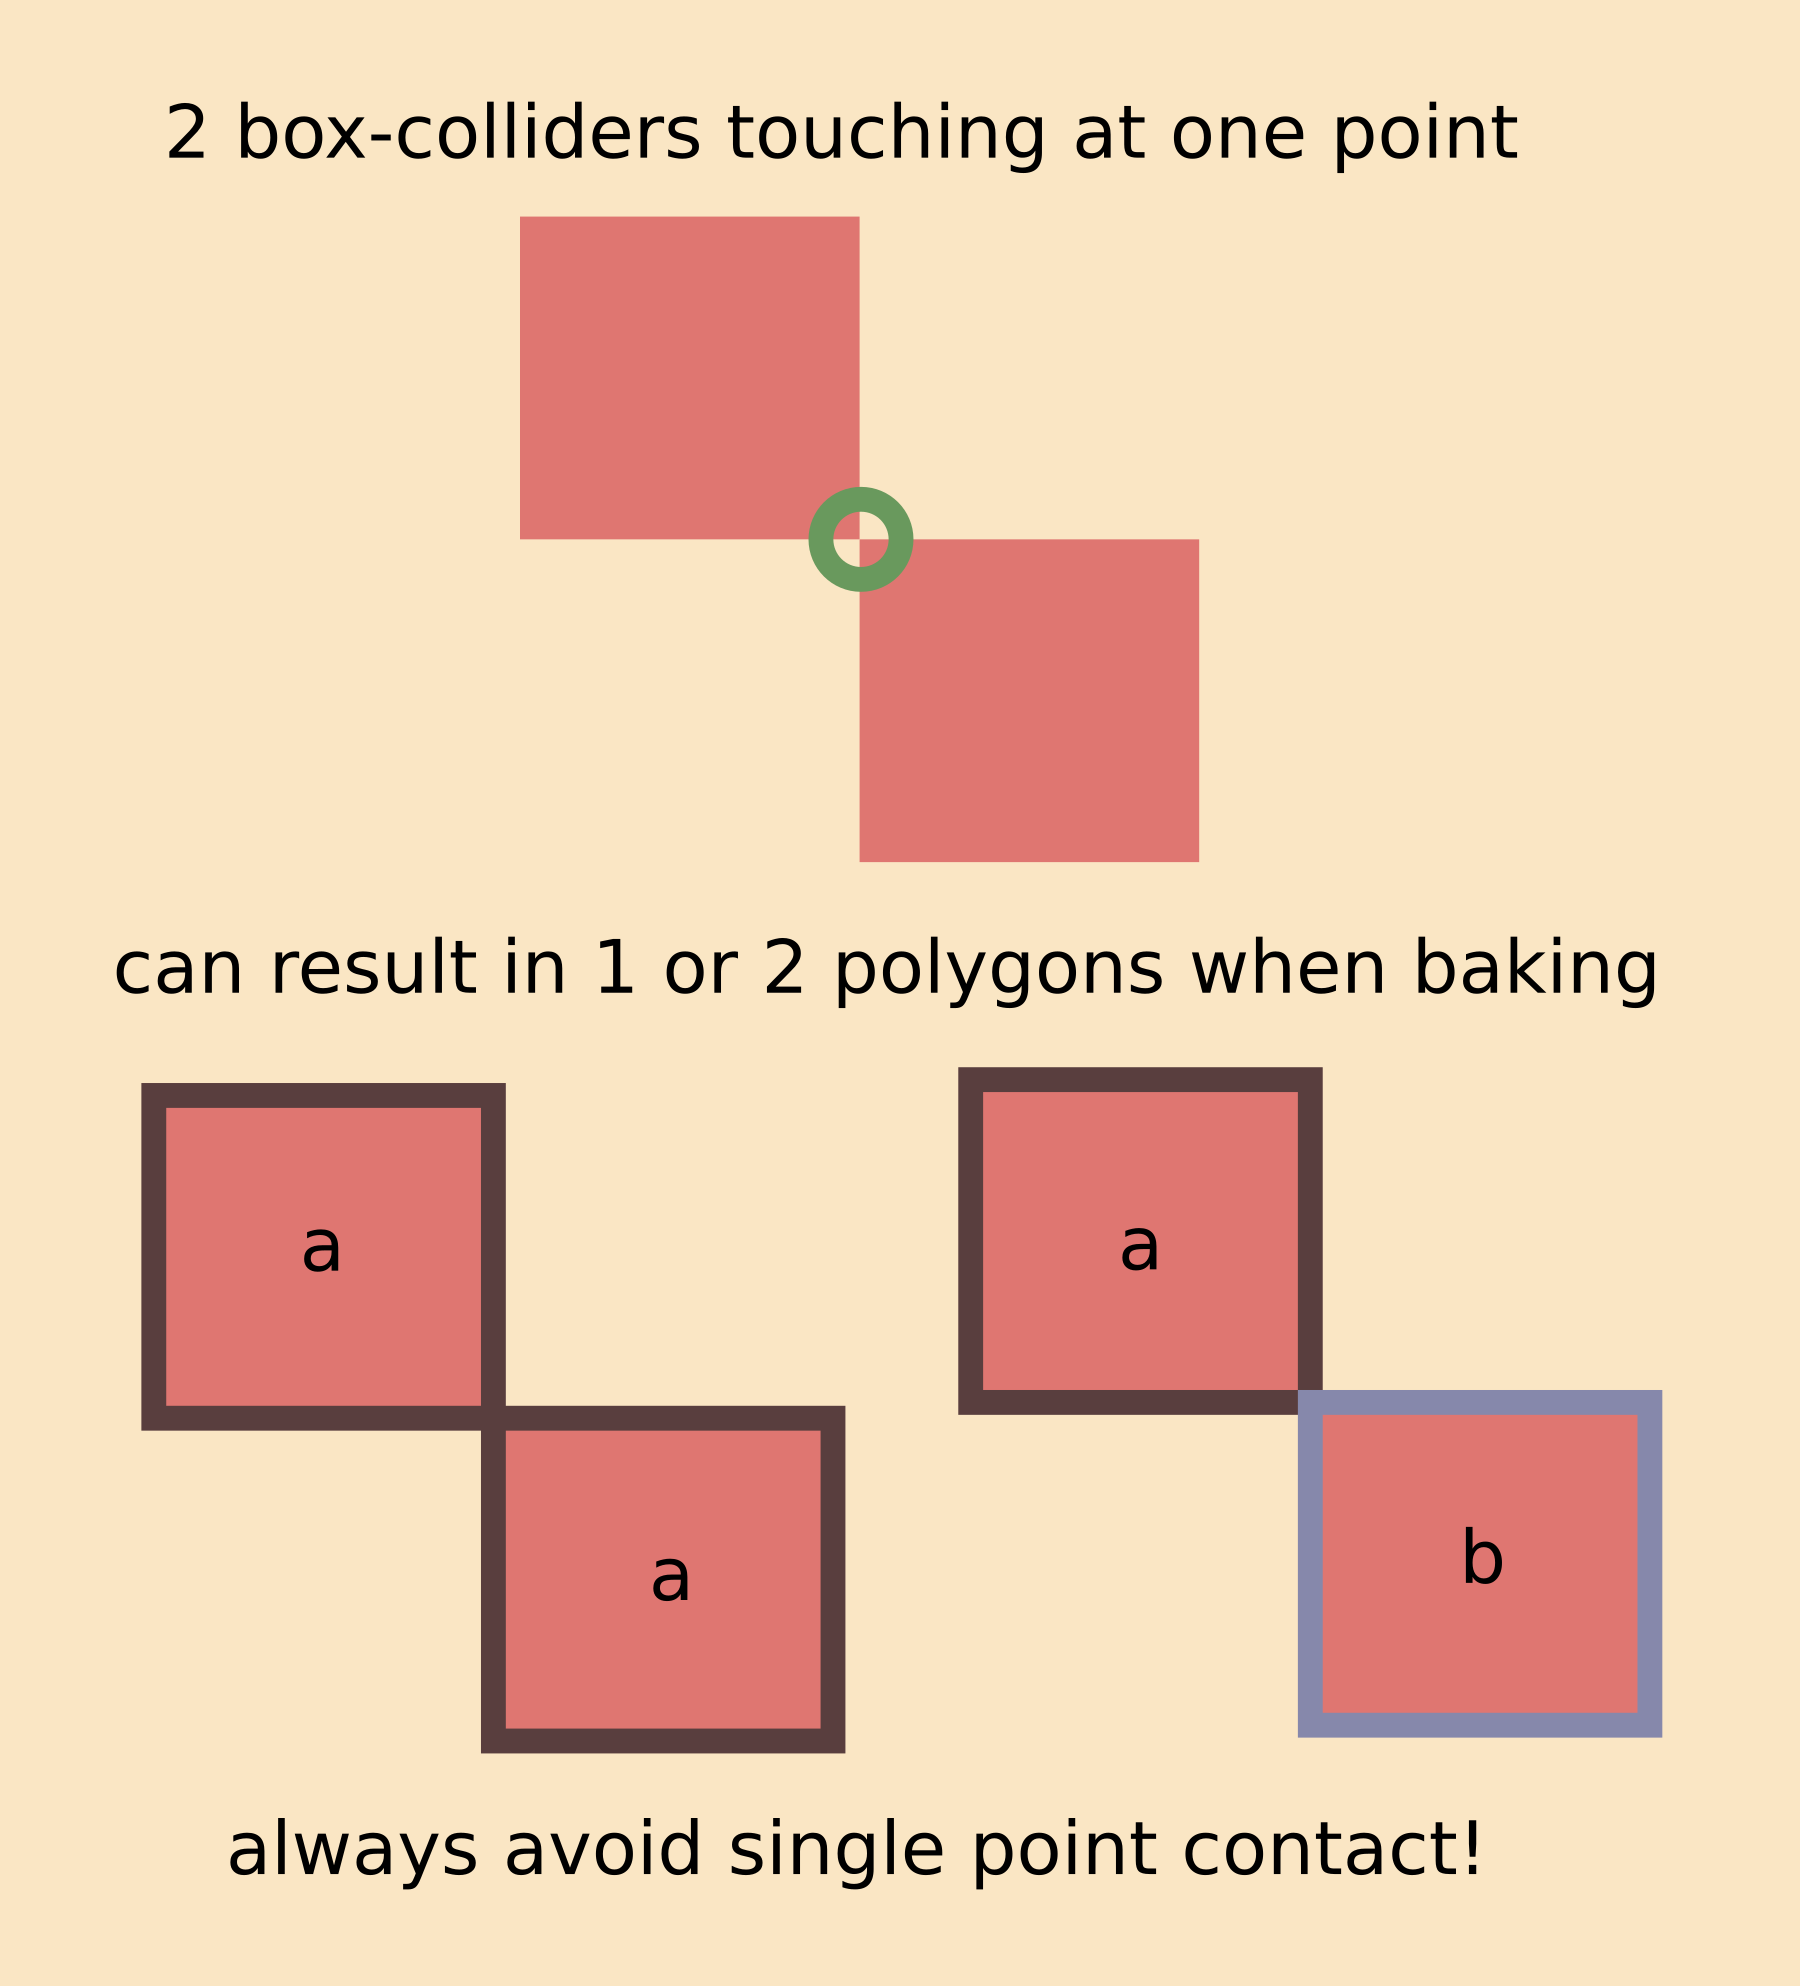 2 box-colliders touching at one point
can result in 1 or 2 polygons when baking
a
a
a
b
always avoid single point contact!